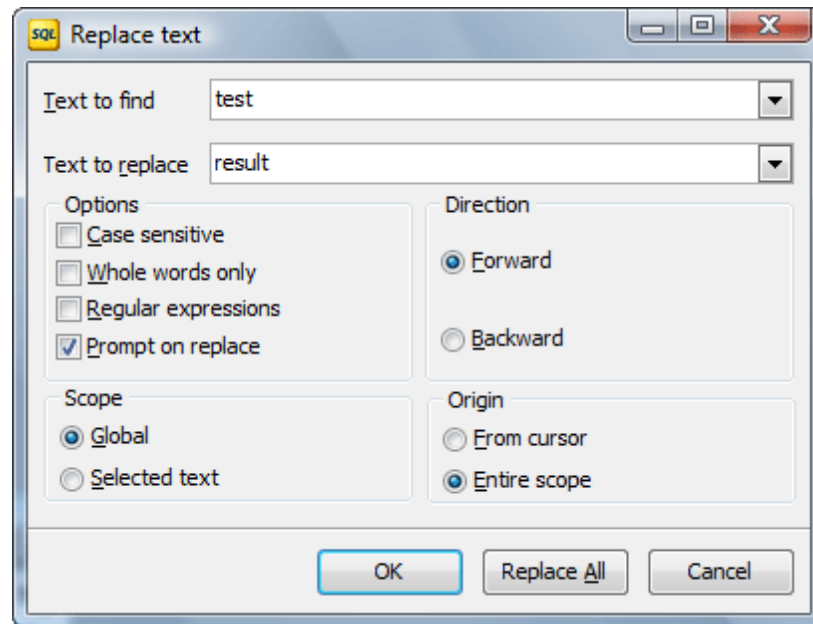 SQL Replace text
Text to find test
Text to replace result
Options
Case sensitive
Whole words only
Regular expressions
Prompt on replace
Direction
Forward
Backward
Scope
Global
Selected text
Origin
From cursor
Entire scope
OK Replace All Cancel